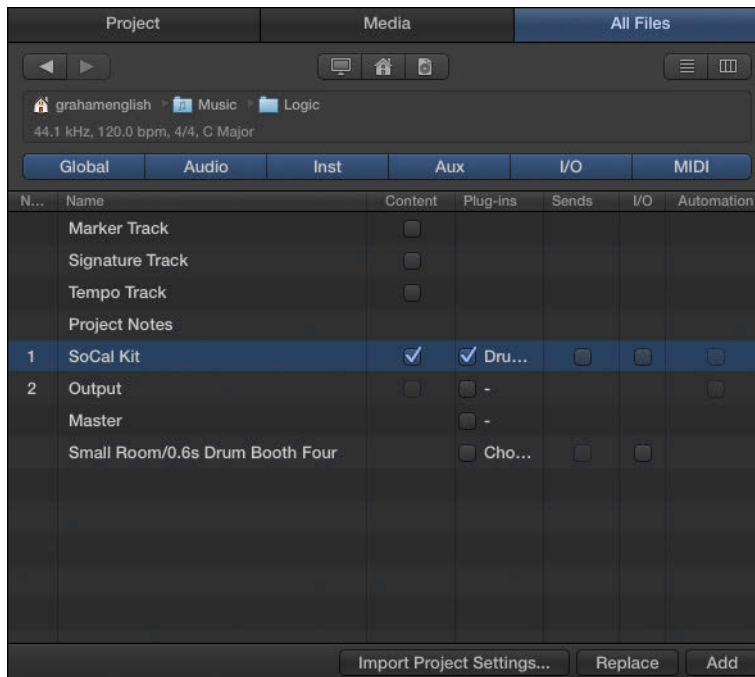 Project Media All Files
grahamenglish Music Logic
44.1 kHz, 120.0 bpm, 4/4, C Major
Global Audio Inst Aux I/O MIDI
N... Name Content Plug-ins Sends I/O Automation
Marker Track
Signature Track
Tempo Track
Project Notes
1 SoCal Kit Dru...
2 Output -
Master -
Small Room/0.6s Drum Booth Four Cho...
Import Project Settings... Replace Add